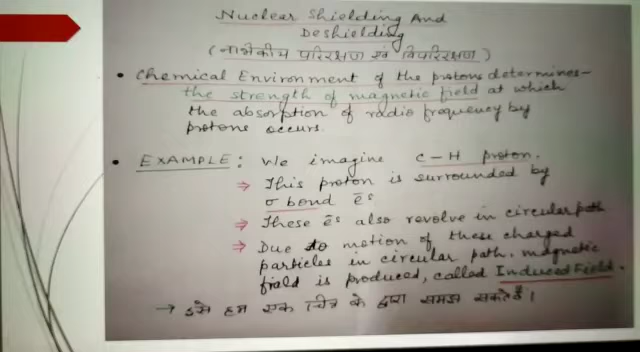 Nuclear Shielding And
Deshielding
(नाभिकीय परिरक्षण एवं विपरिरक्षण)
• Chemical Environment of the protons determines-
the strength of magnetic field at which
the absorption of radio frequency by
protons occurs.
• EXAMPLE: We imagine C-H proton.
⇒ This proton is surrounded by
σ bond ēs
⇒ These ēs also revolve in circular path
⇒ Due to motion of these charged
particles in circular path, magnetic
field is produced, called Induced Field.
→ इसे हम एक चित्र के द्वारा समझ सकते हैं।